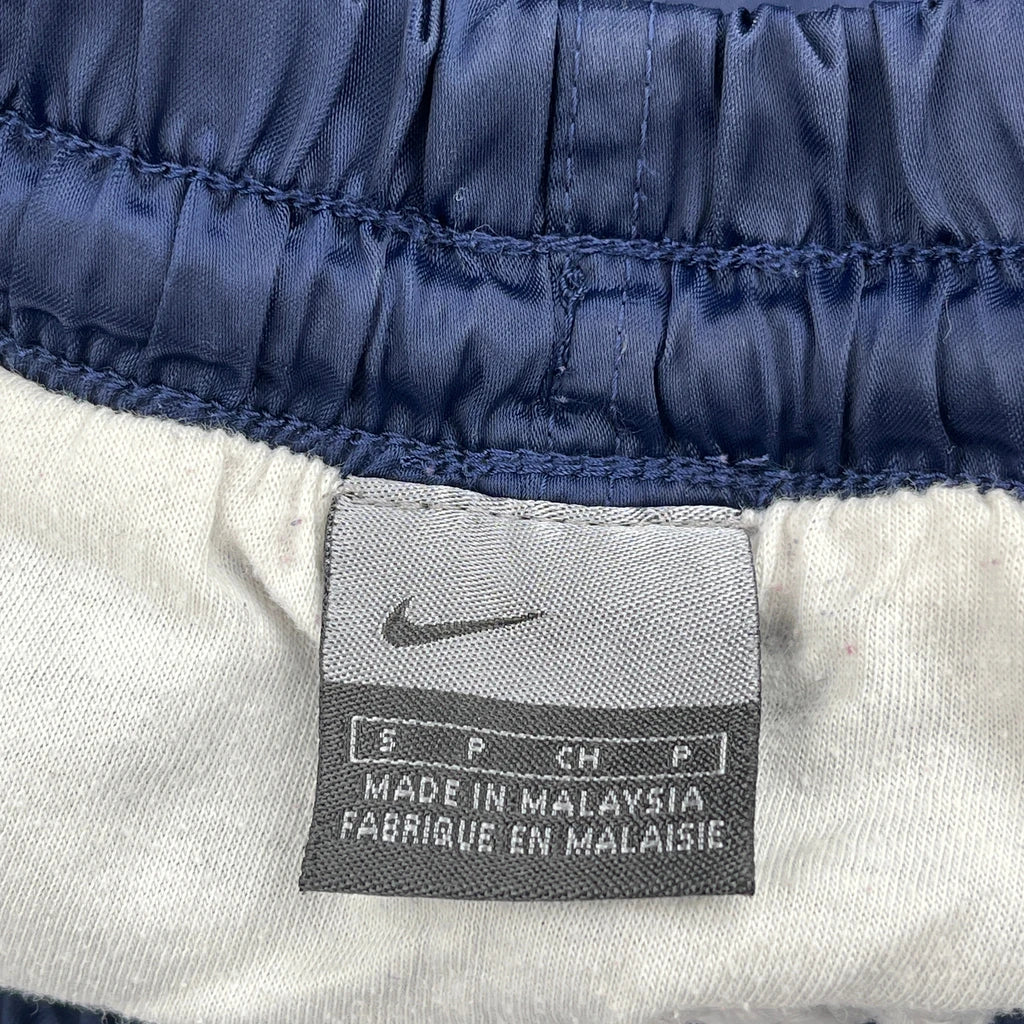 S P CH P
MADE IN MALAYSIA
FABRIQUE EN MALAISIE